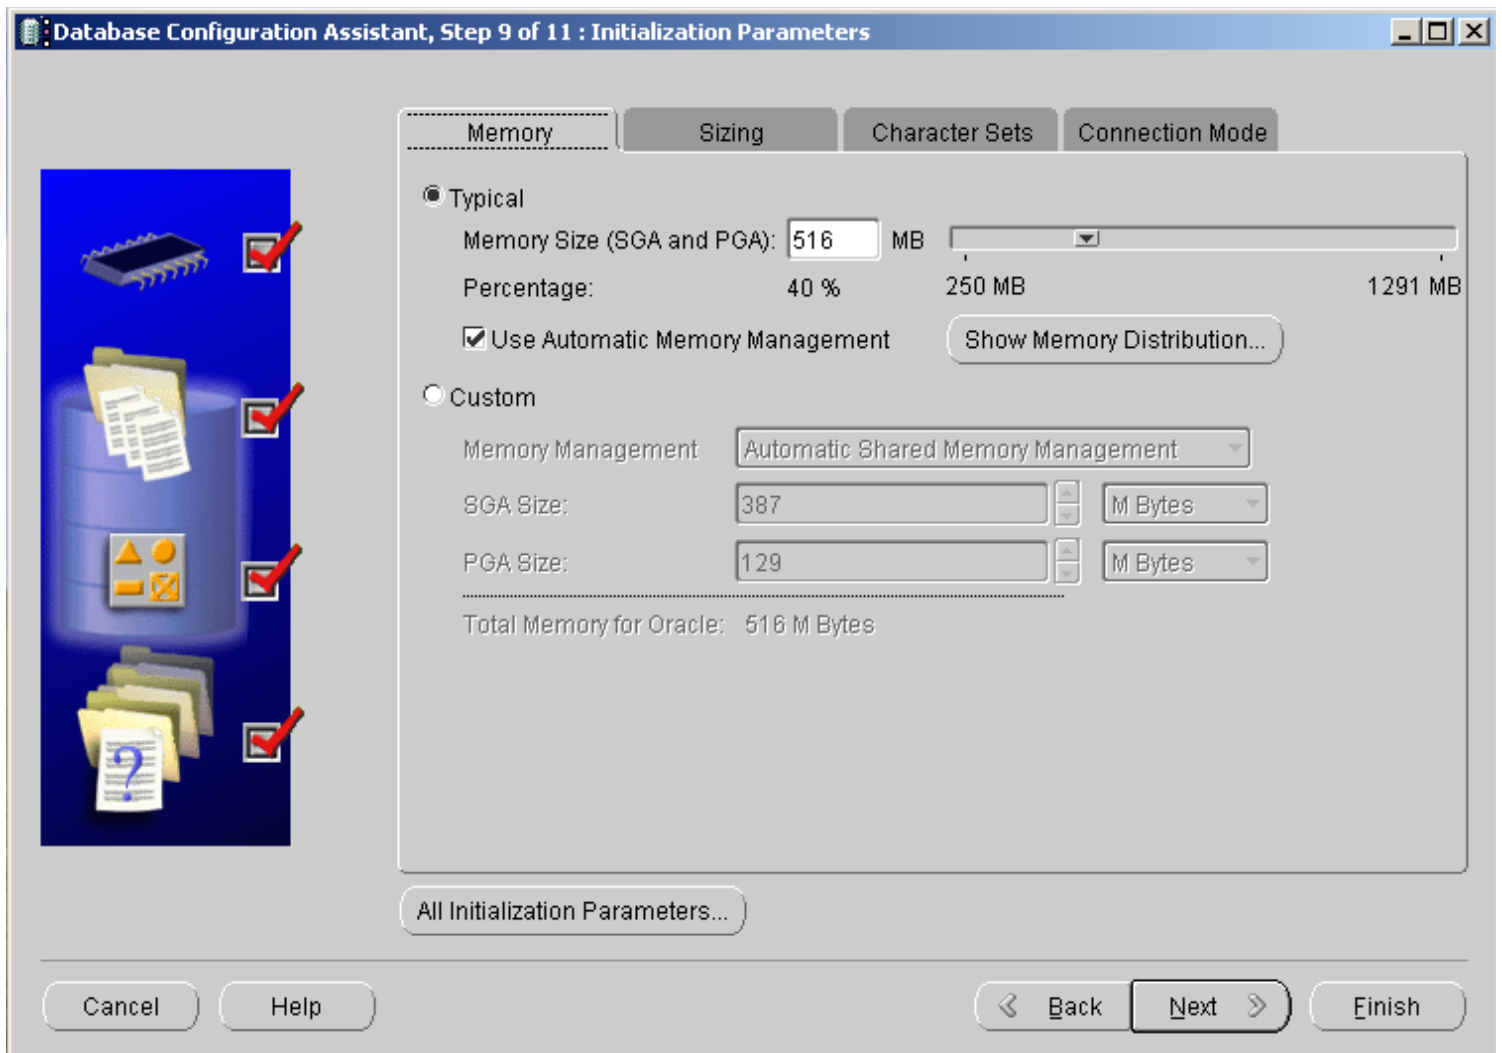 Database Configuration Assistant, Step 9 of 11 : Initialization Parameters
Memory Sizing Character Sets Connection Mode
Typical
Memory Size (SGA and PGA): 516 MB
Percentage: 40 % 250 MB 1291 MB
Use Automatic Memory Management Show Memory Distribution...
Custom
Memory Management Automatic Shared Memory Management
SGA Size: 387 M Bytes
PGA Size: 129 M Bytes
Total Memory for Oracle: 516 M Bytes
?
All Initialization Parameters...
Cancel Help Back Next Finish